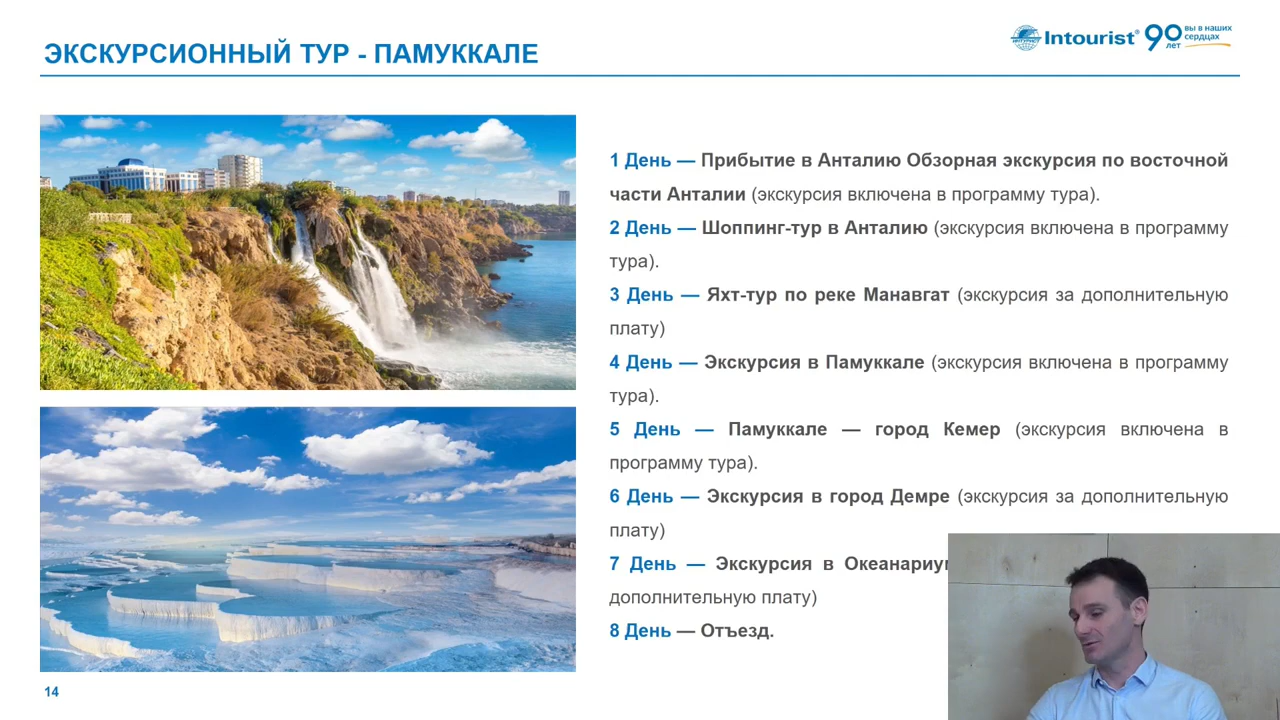 ЭКСКУРСИОННЫЙ ТУР - ПАМУККАЛЕ
Intourist® 90 лет вы в наших сердцах
1 День — Прибытие в Анталию Обзорная экскурсия по восточной
части Анталии (экскурсия включена в программу тура).
2 День — Шоппинг-тур в Анталию (экскурсия включена в программу
тура).
3 День — Яхт-тур по реке Манавгат (экскурсия за дополнительную
плату)
4 День — Экскурсия в Памуккале (экскурсия включена в программу
тура).
5 День — Памуккале — город Кемер (экскурсия включена в
программу тура).
6 День — Экскурсия в город Демре (экскурсия за дополнительную
плату)
7 День — Экскурсия в
дополнительную плату)
8 День — Отъезд.
14